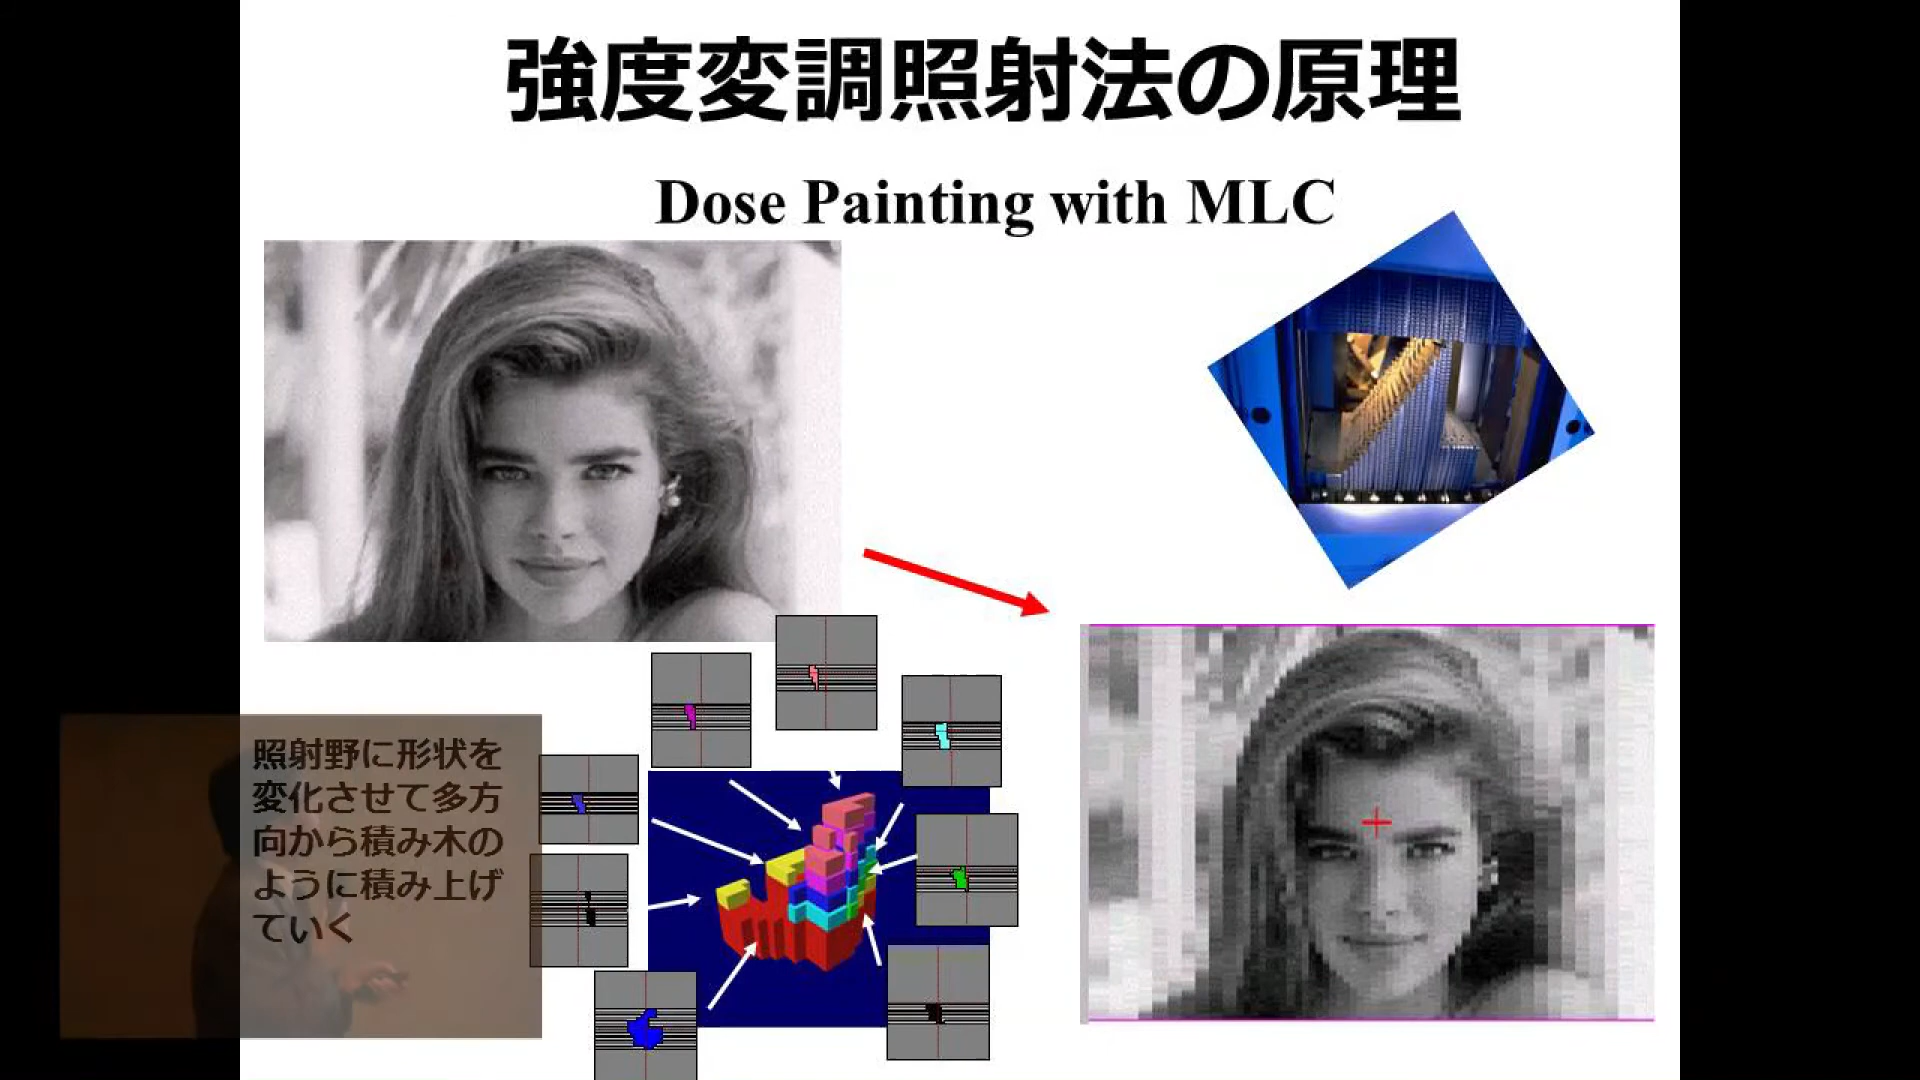 強度変調照射法の原理
Dose Painting with MLC
照射野に形状を
変化させて多方
向から積み木の
ように積み上げ
ていく